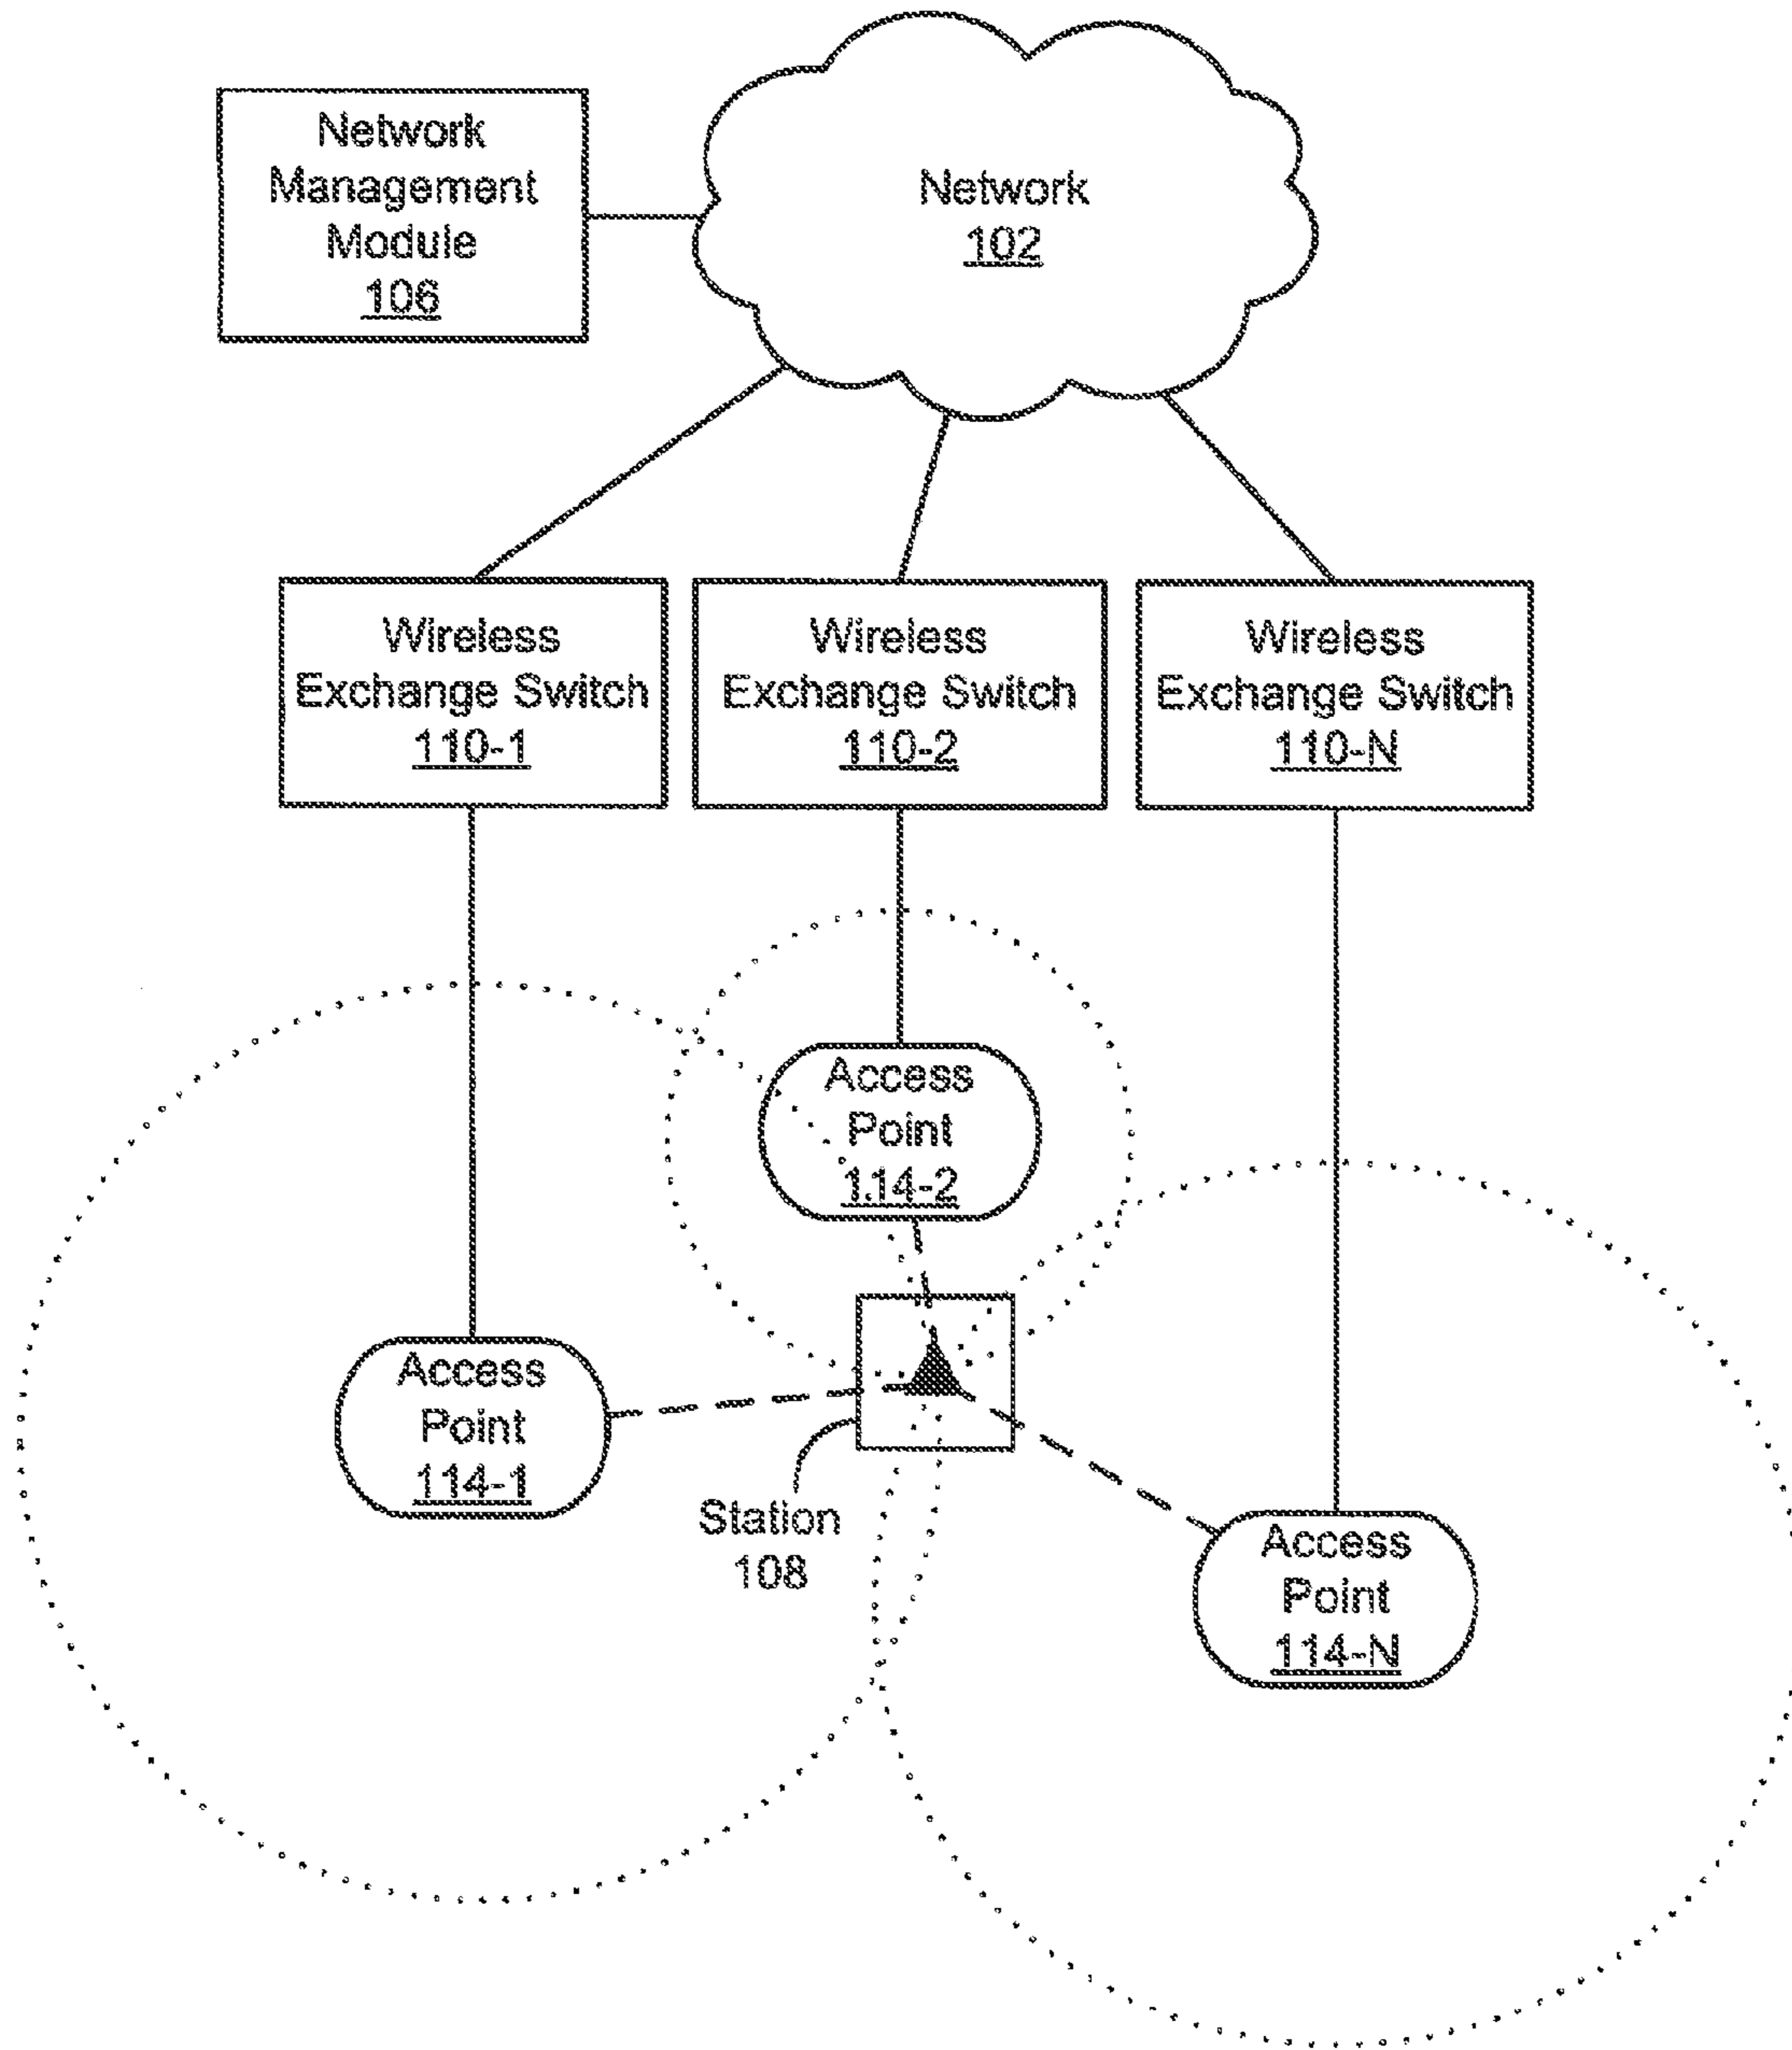 Network
Management
Module
106
Network
102
Wireless
Exchange Switch
110-1
Wireless
Exchange Switch
110-2
Wireless
Exchange Switch
110-N
Access
Point
114-2
Access
Point
114-1
Station
108
Access
Point
114-N